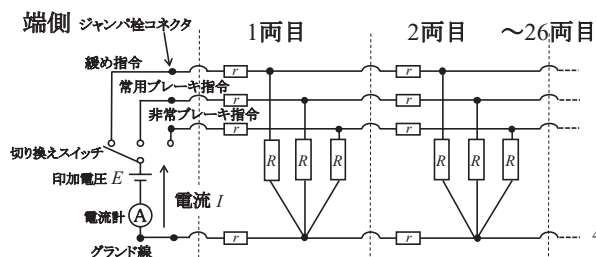 端側 ジャンパ栓コネクタ
1両目
2両目
～26両目
緩め指令
常用ブレーキ指令
非常ブレーキ指令
r
r
r
r
r
r
切り換えスイッチ
印加電圧 E
電流計
A
電流 I
R
R
R
R
R
R
グランド線
r
r